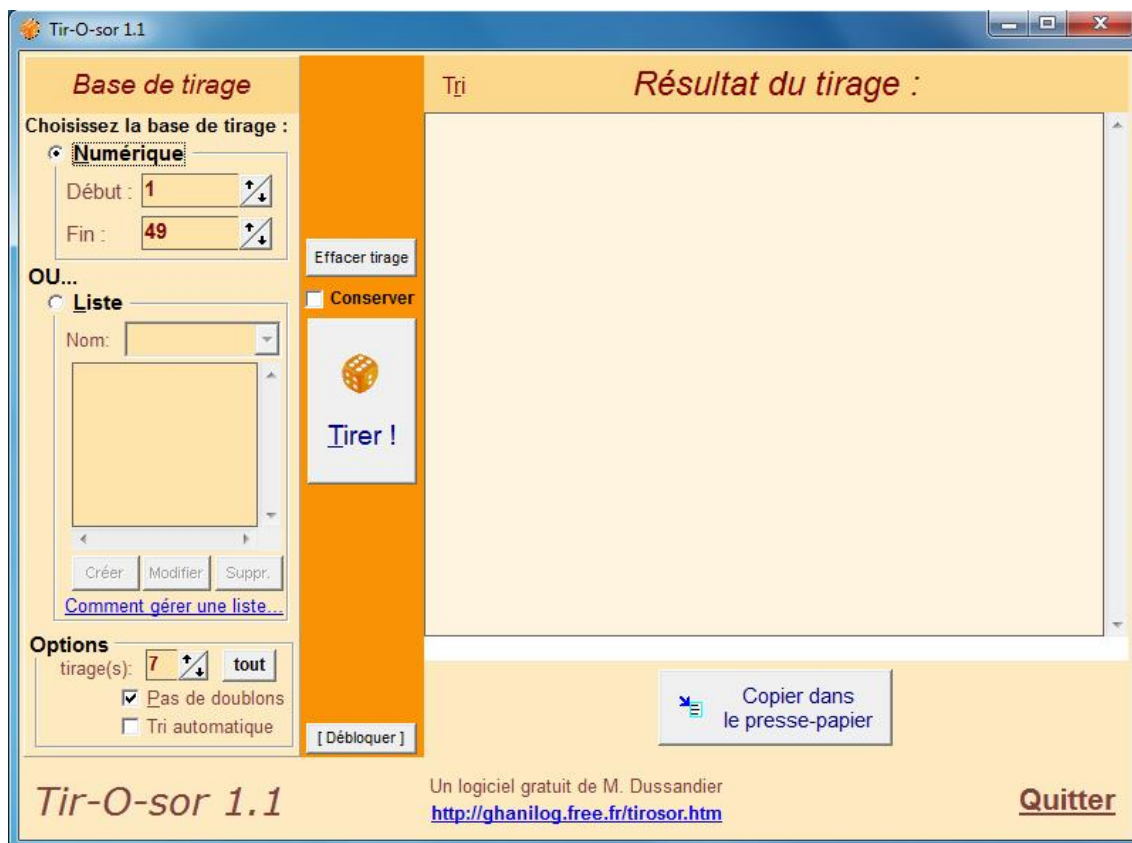 Tir-O-sor 1.1
Base de tirage
Choisissez la base de tirage :
Numérique
Début : 1
Fin : 49
OU...
Liste
Nom:
Créer Modifier Suppr.
Comment gérer une liste...
Options
tirage(s): 7 tout
Pas de doublons
Tri automatique
Effacer tirage
Conserver
Tirer !
[ Débloquer ]
Tri
Résultat du tirage :
Copier dans
le presse-papier
Tir-O-sor 1.1
Un logiciel gratuit de M. Dussandier
http://ghanilog.free.fr/tirosor.htm
Quitter